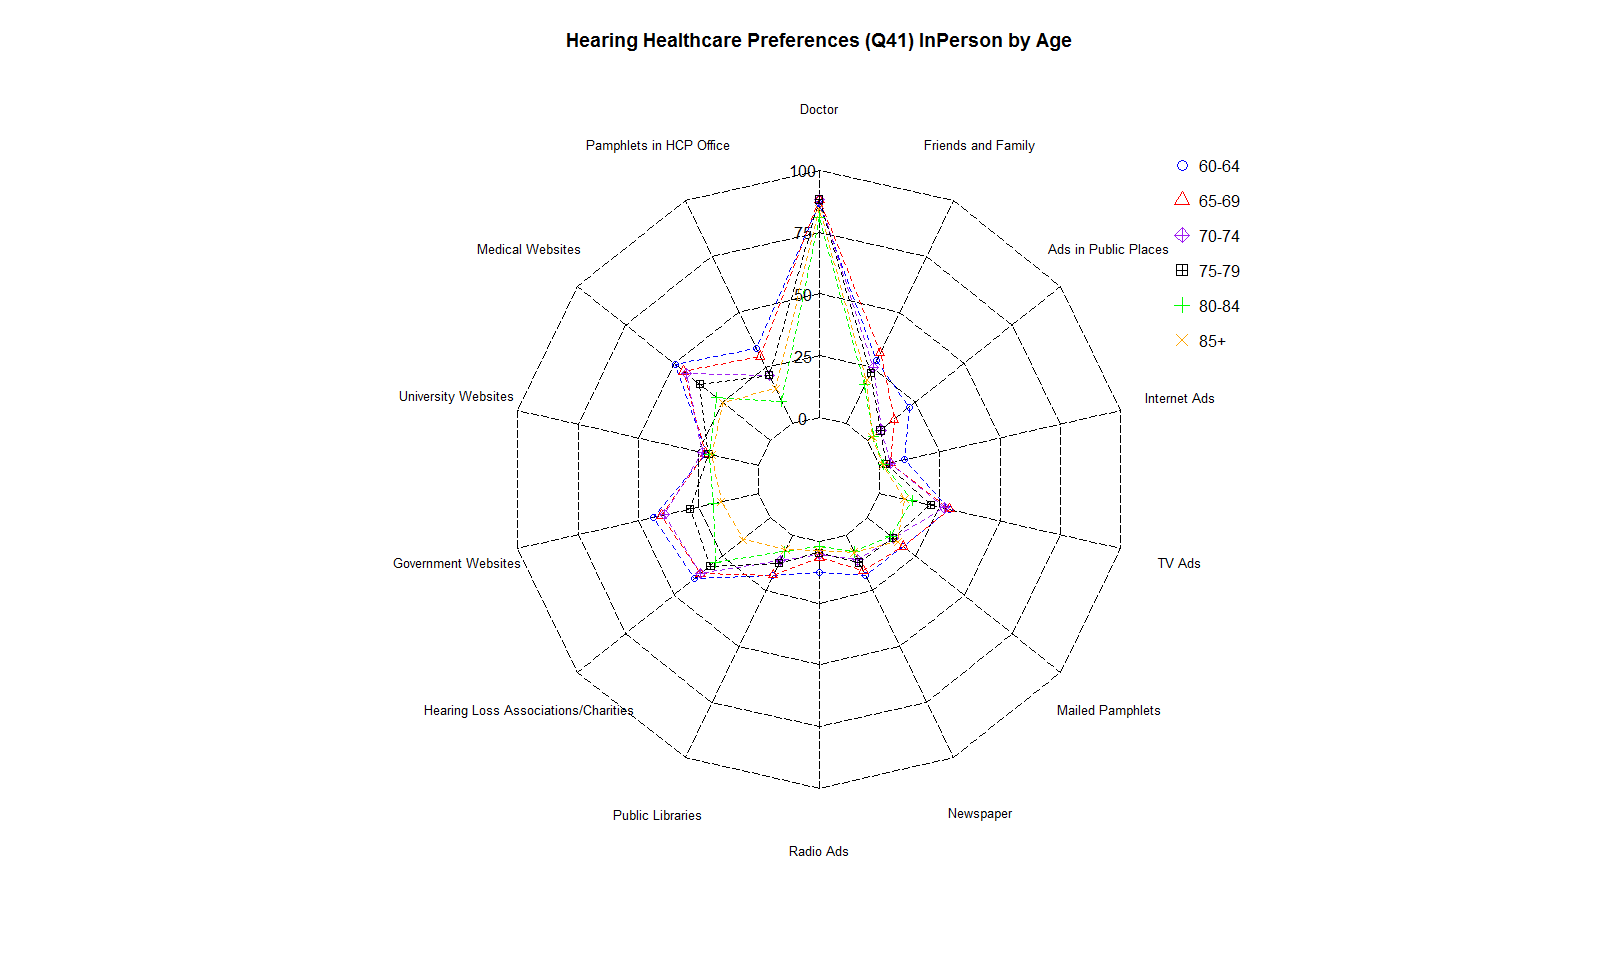 Hearing Healthcare Preferences (Q41) InPerson by Age
Doctor
Pamphlets in HCP Office
Friends and Family
Medical Websites
Ads in Public Places
University Websites
Internet Ads
Government Websites
TV Ads
Hearing Loss Associations/Charities
Mailed Pamphlets
Public Libraries
Newspaper
Radio Ads
100
75
50
25
0
60-64
65-69
70-74
75-79
80-84
85+